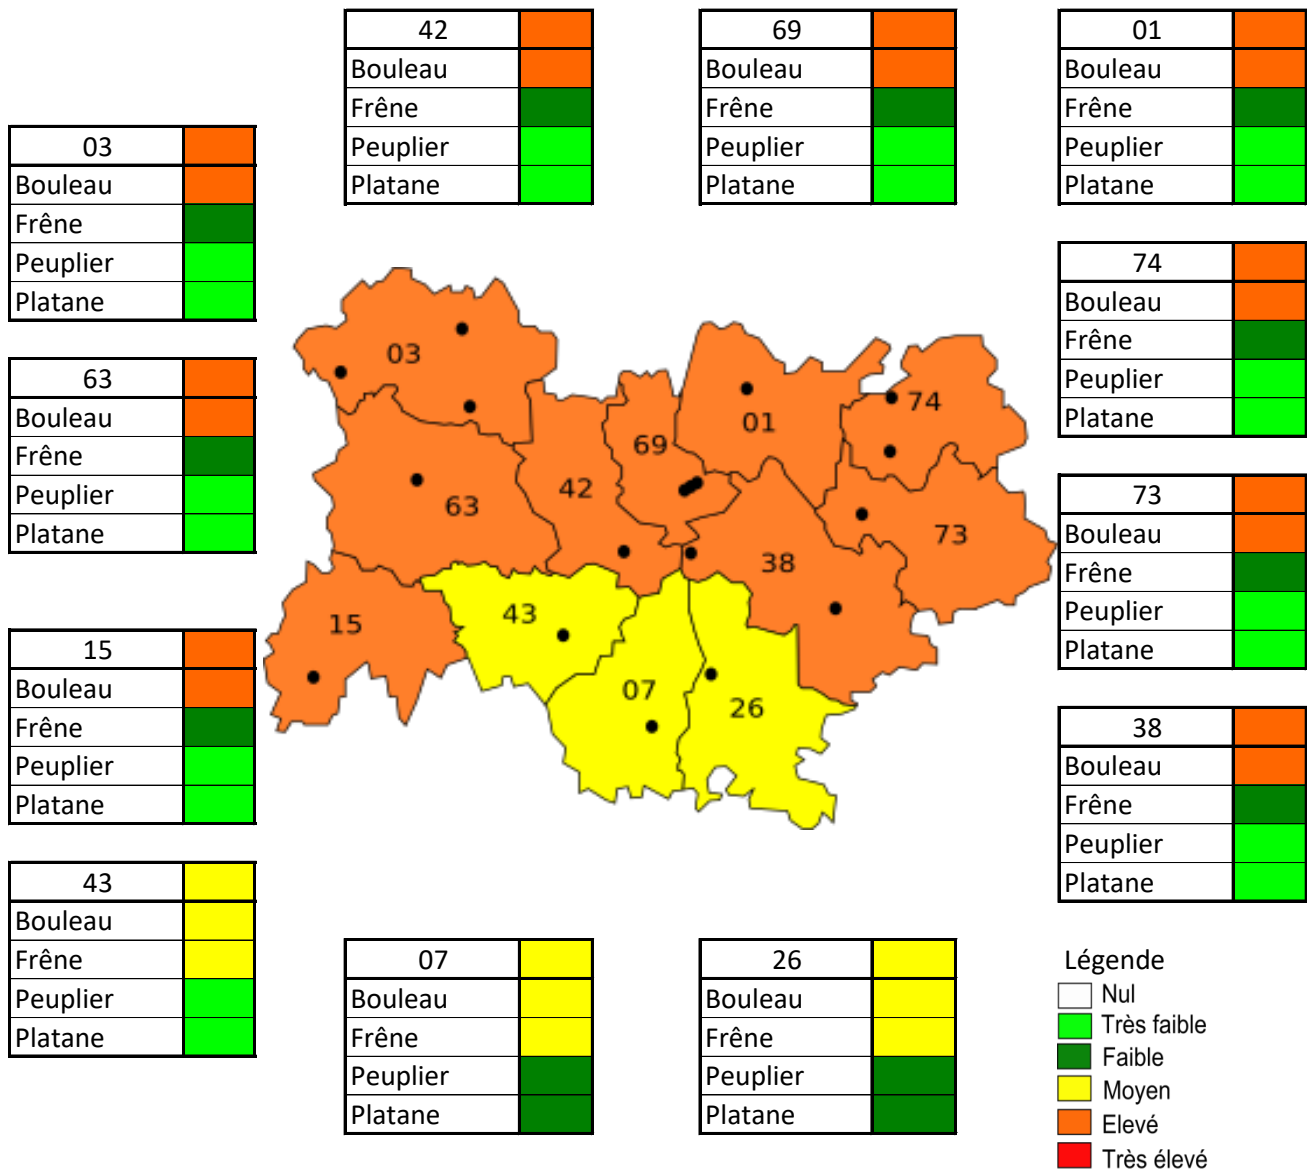 42
Bouleau
Frêne
Peuplier
Platane
69
Bouleau
Frêne
Peuplier
Platane
01
Bouleau
Frêne
Peuplier
Platane
03
Bouleau
Frêne
Peuplier
Platane
63
Bouleau
Frêne
Peuplier
Platane
15
Bouleau
Frêne
Peuplier
Platane
43
Bouleau
Frêne
Peuplier
Platane
03
63
42
69
01
74
73
38
15
43
07
26
74
Bouleau
Frêne
Peuplier
Platane
73
Bouleau
Frêne
Peuplier
Platane
38
Bouleau
Frêne
Peuplier
Platane
07
Bouleau
Frêne
Peuplier
Platane
26
Bouleau
Frêne
Peuplier
Platane
Légende
Nul
Très faible
Faible
Moyen
Elevé
Très élevé